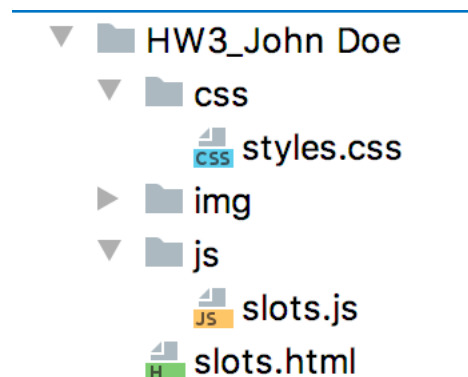 HW3_John Doe
css
CSS styles.css
img
js
JS slots.js
H slots.html